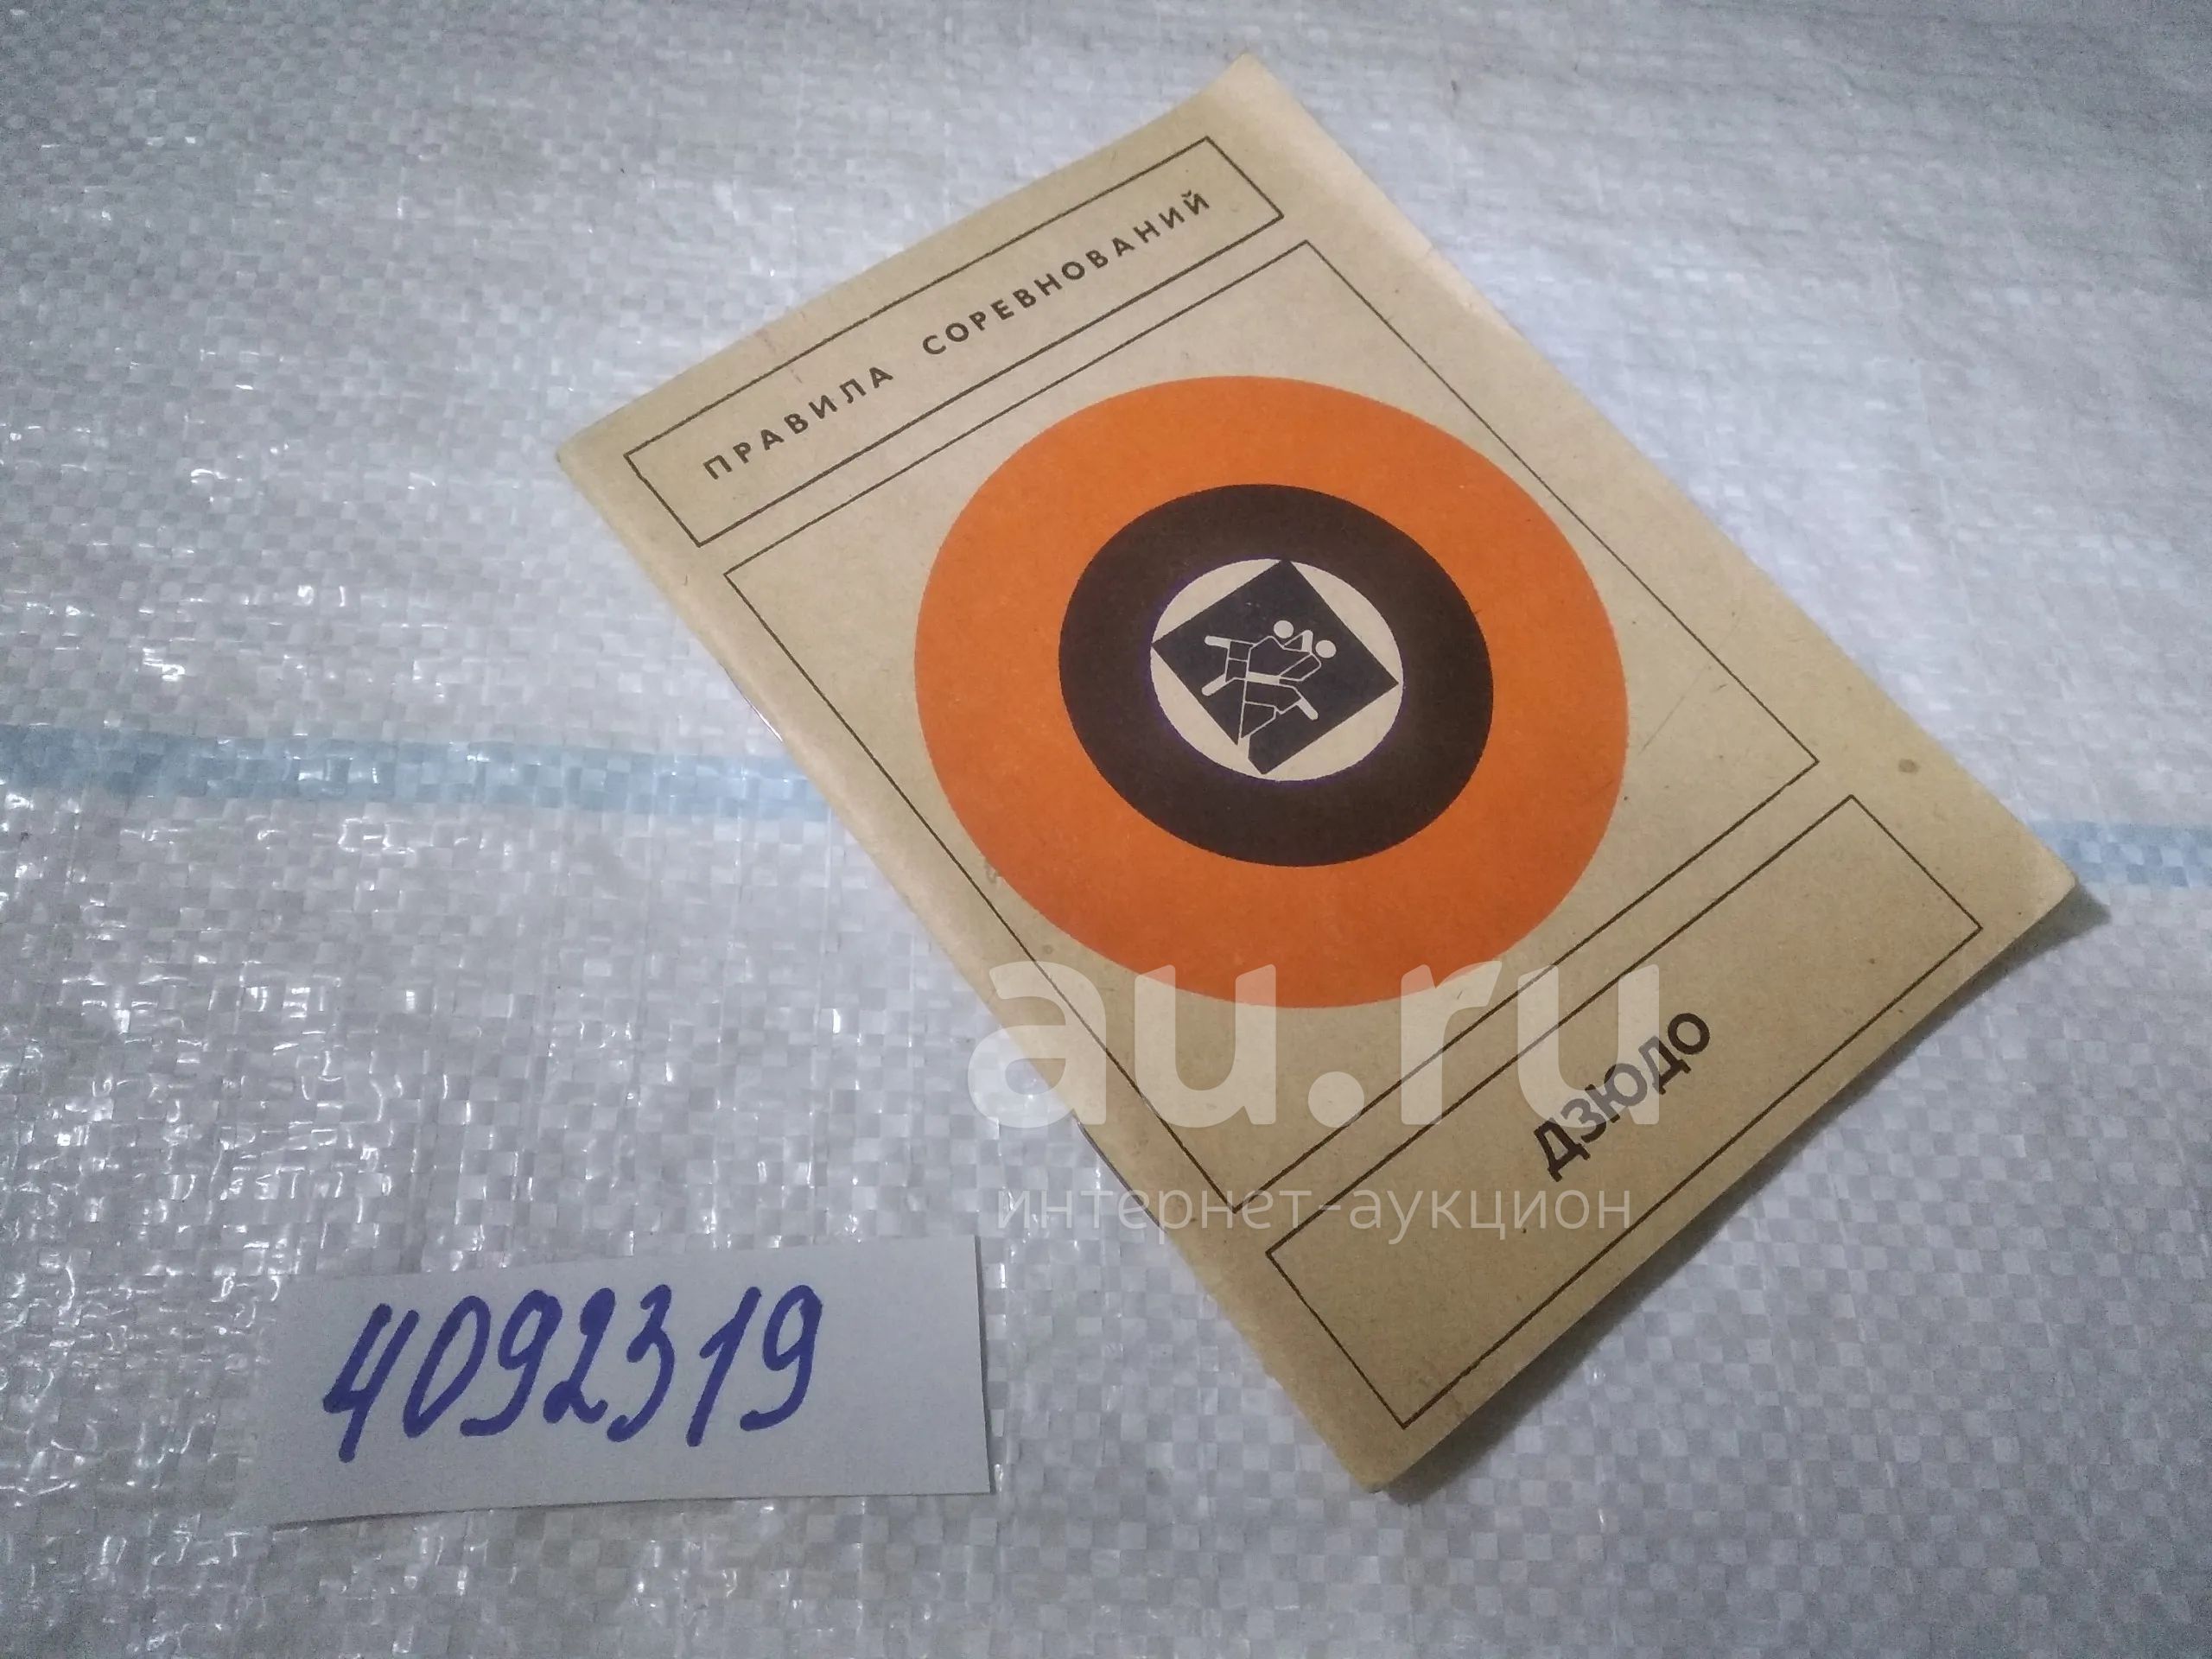 ПРАВИЛА СОРЕВНОВАНИЙ
Дзюдо
au.ru
интернет-аукцион
4092319